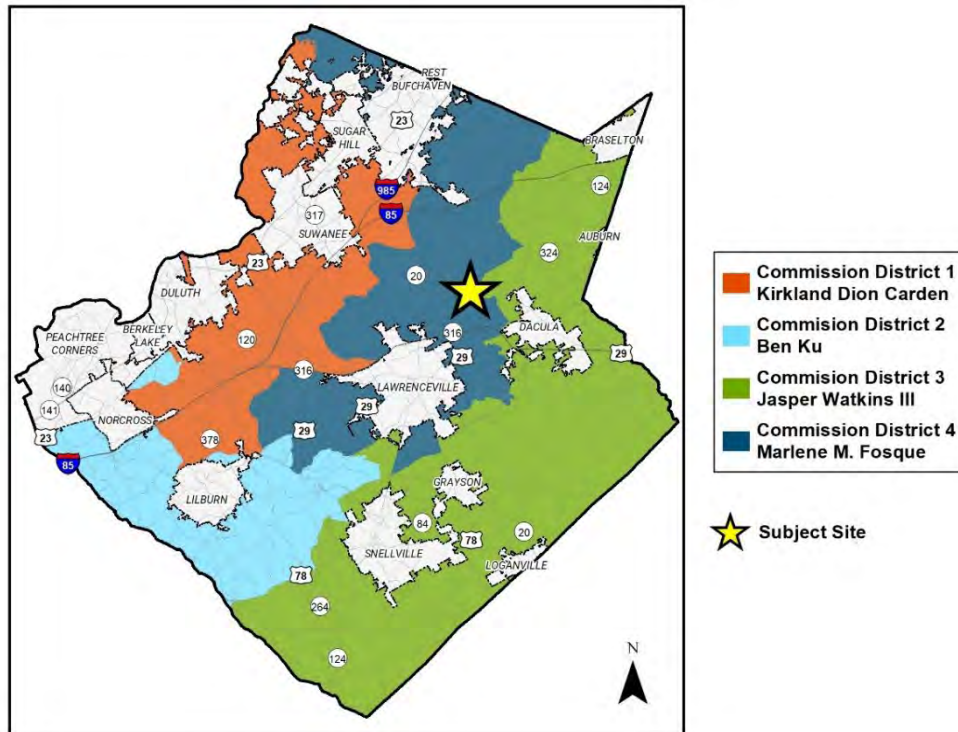 REST
BUFCHAVEN
23
BRASELTON
SUGAR
HILL
985
124
85
317
SUWANEE
AUBURN
324
23
20
DULUTH
BERKELEY
LAKE
PEACHTREE
CORNERS
120
316
DACULA
29
29
316
LAWRENCEVILLE
140
141
NORCROSS
29
29
23
378
85
LILBURN
GRAYSON
84
78
20
SNELLVILLE
LOGANVILLE
78
264
124
N
Commission District 1
Kirkland Dion Carden
Commision District 2
Ben Ku
Commision District 3
Jasper Watkins III
Commission District 4
Marlene M. Fosque
Subject Site